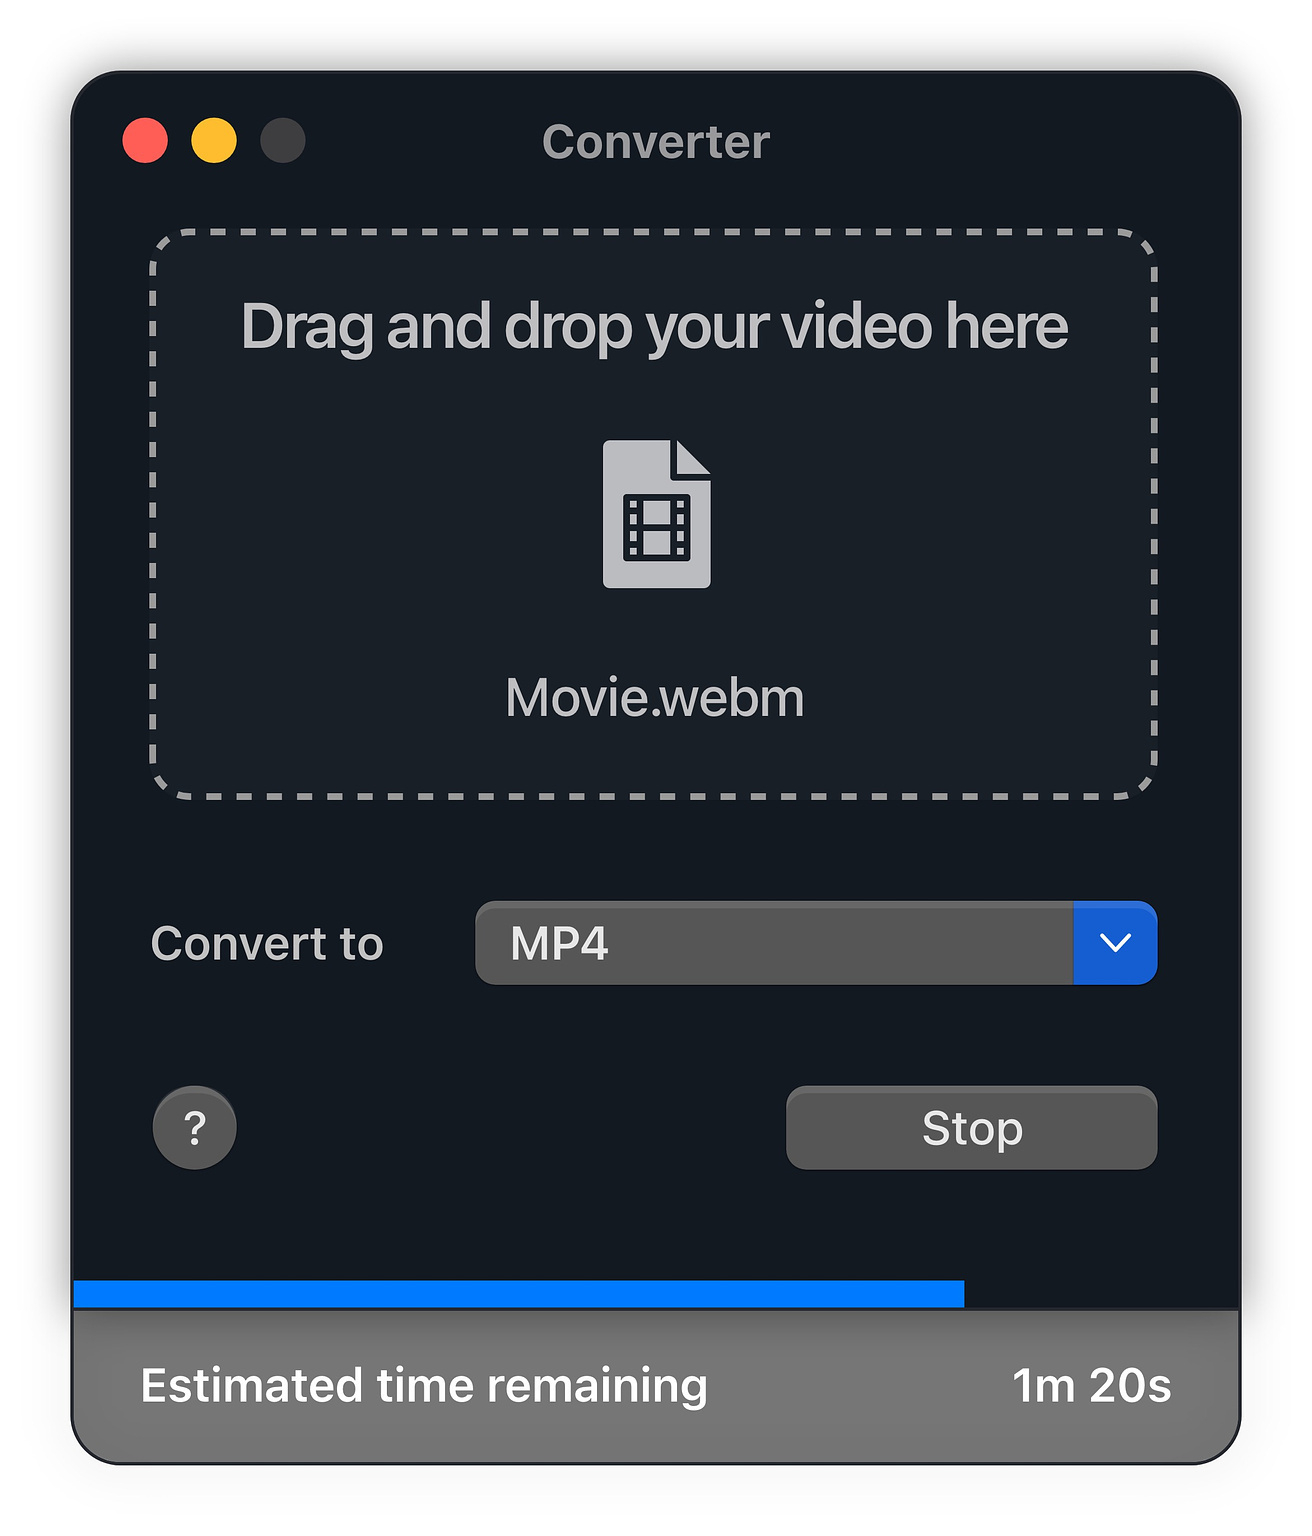 Converter
Drag and drop your video here
Movie.webm
Convert to MP4
? Stop
Estimated time remaining 1m 20s